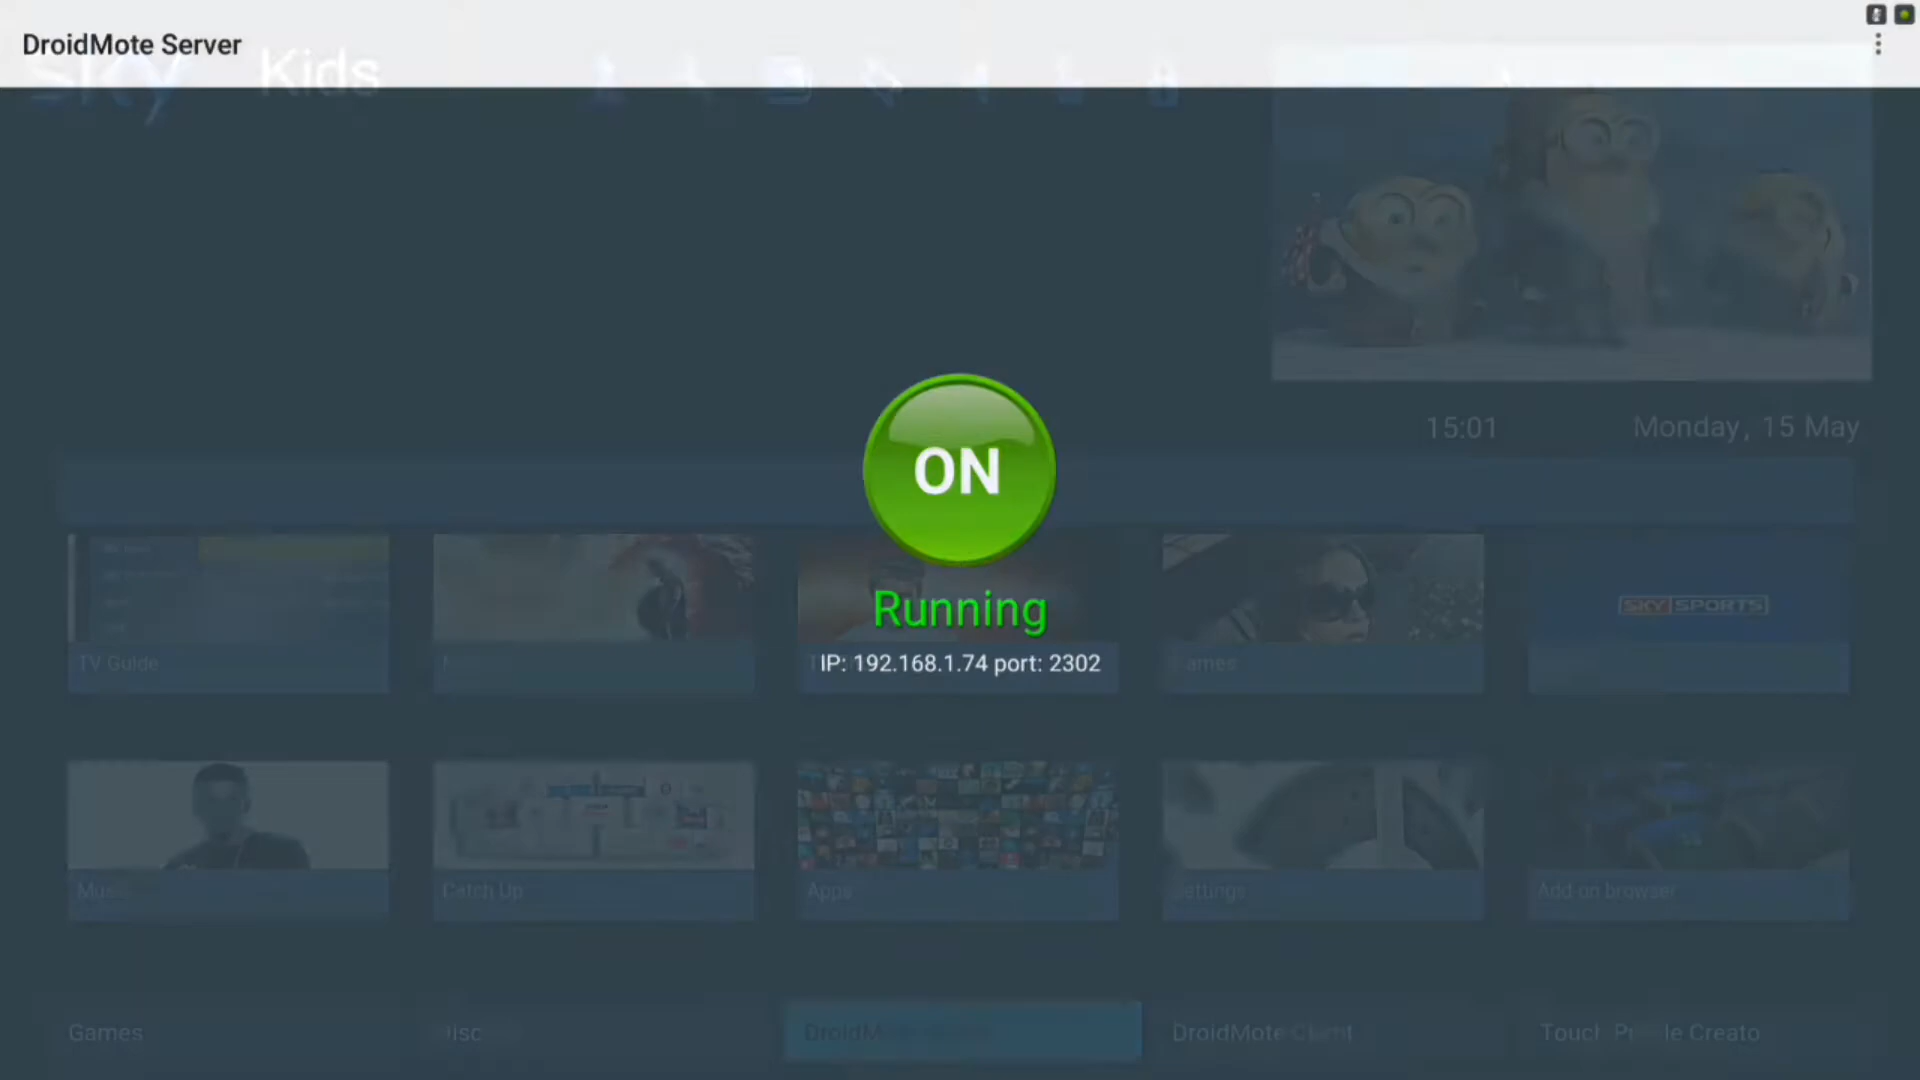 DroidMote Server
sky Kids
15:01 Monday, 15 May
ON
Running
IP: 192.168.1.74 port: 2302
TV Guide
SKY SPORTS
Catch Up
Apps
Add on browser
Games
DroidMote